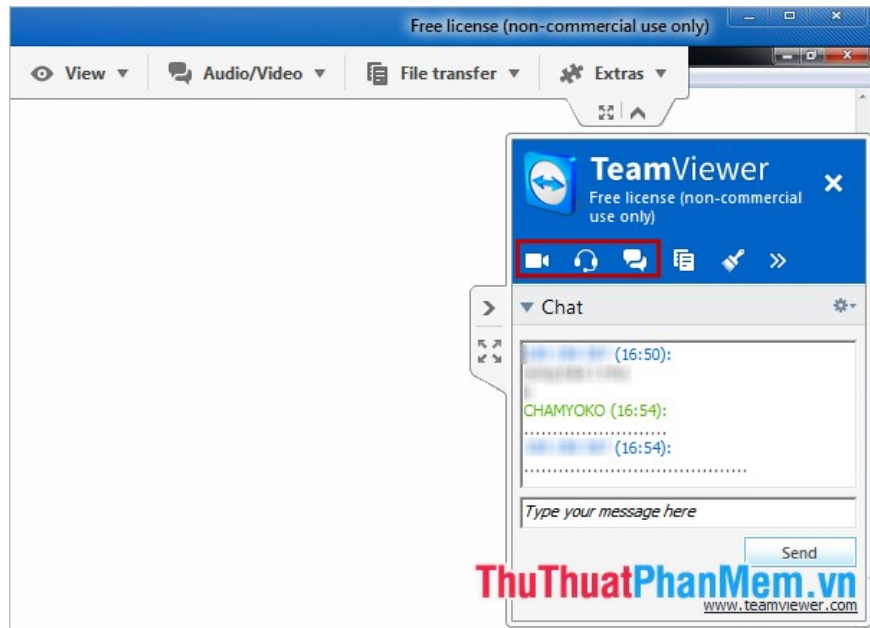 Free license (non-commercial use only)
View Audio/Video File transfer Extras
TeamViewer
Free license (non-commercial
use only)
Chat
(16:50):
CHAMYOKO (16:54):
.........................
(16:54):
.......................................
Type your message here
Send
ThuThuatPhanMem.vn
www.teamviewer.com